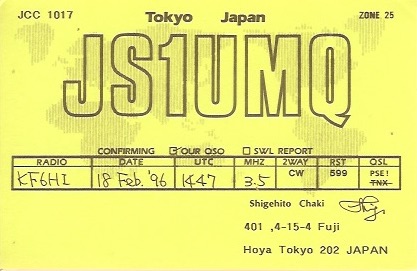 JCC 1017 Tokyo Japan ZONE 25
JS1UMQ
CONFIRMING ☑ OUR QSO ☐ SWL REPORT
RADIO DATE UTC MHZ 2WAY RST QSL
KF6HI 18 Feb. '96 1447 3.5 CW 599 PSE! TNX
Shigehito Chaki
401 ,4-15-4 Fuji
Hoya Tokyo 202 JAPAN